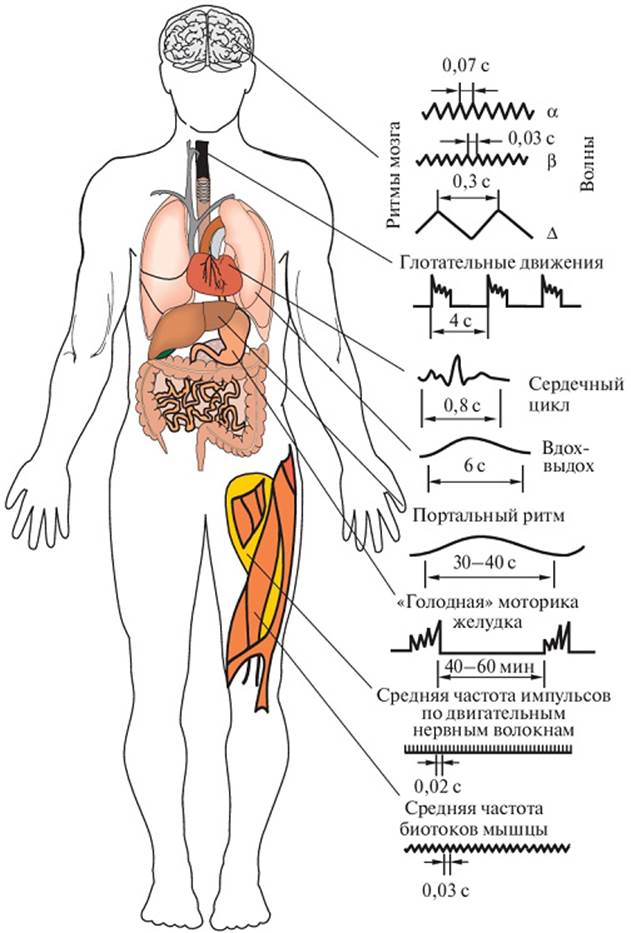 0,07 с
α
0,03 с
β
0,3 с
Δ
Ритмы мозга
Волны
Глотательные движения
4 с
Сердечный
цикл
0,8 с
Вдох-
выдох
6 с
Портальный ритм
30–40 с
«Голодная» моторика
желудка
40–60 мин
Средняя частота импульсов
по двигательным
нервным волокнам
0,02 с
Средняя частота
биотоков мышцы
0,03 с